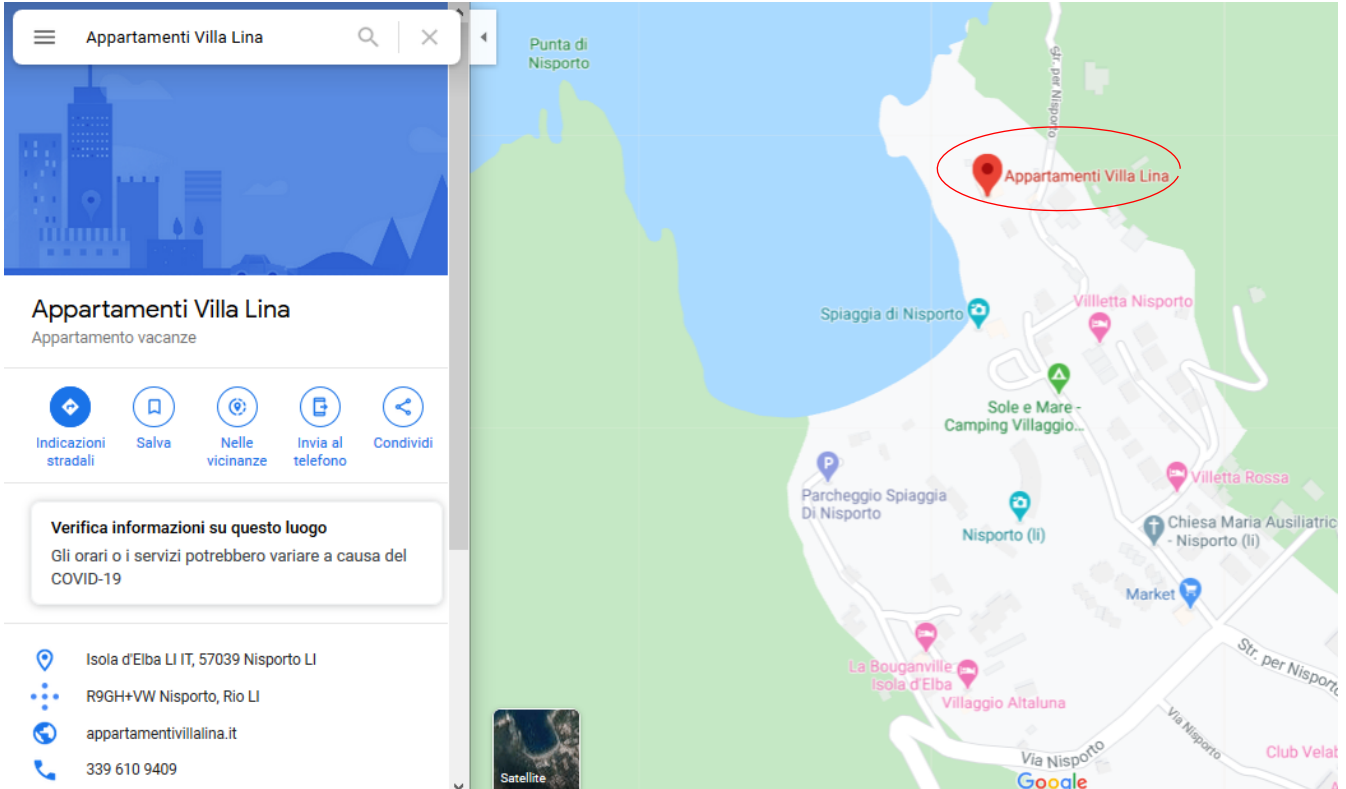 Appartamenti Villa Lina
Appartamenti Villa Lina
Appartamento vacanze
Indicazioni
stradali
Salva
Nelle
vicinanze
Invia al
telefono
Condividi
Verifica informazioni su questo luogo
Gli orari o i servizi potrebbero variare a causa del
COVID-19
Isola d'Elba LI IT, 57039 Nisporto LI
R9GH+VW Nisporto, Rio LI
appartamentivillalina.it
339 610 9409
Punta di
Nisporto
Str. per Nisporto
Appartamenti Villa Lina
Spiaggia di Nisporto
Villletta Nisporto
Sole e Mare -
Camping Villaggio...
Villetta Rossa
P
Parcheggio Spiaggia
Di Nisporto
Nisporto (li)
Chiesa Maria Ausiliatric
- Nisporto (li)
Market
La Bouganville
Isola d'Elba
Villaggio Altaluna
Str. per Nisporto
Via Nisporto
Via Nisporto
Club Velat
Satellite
Google